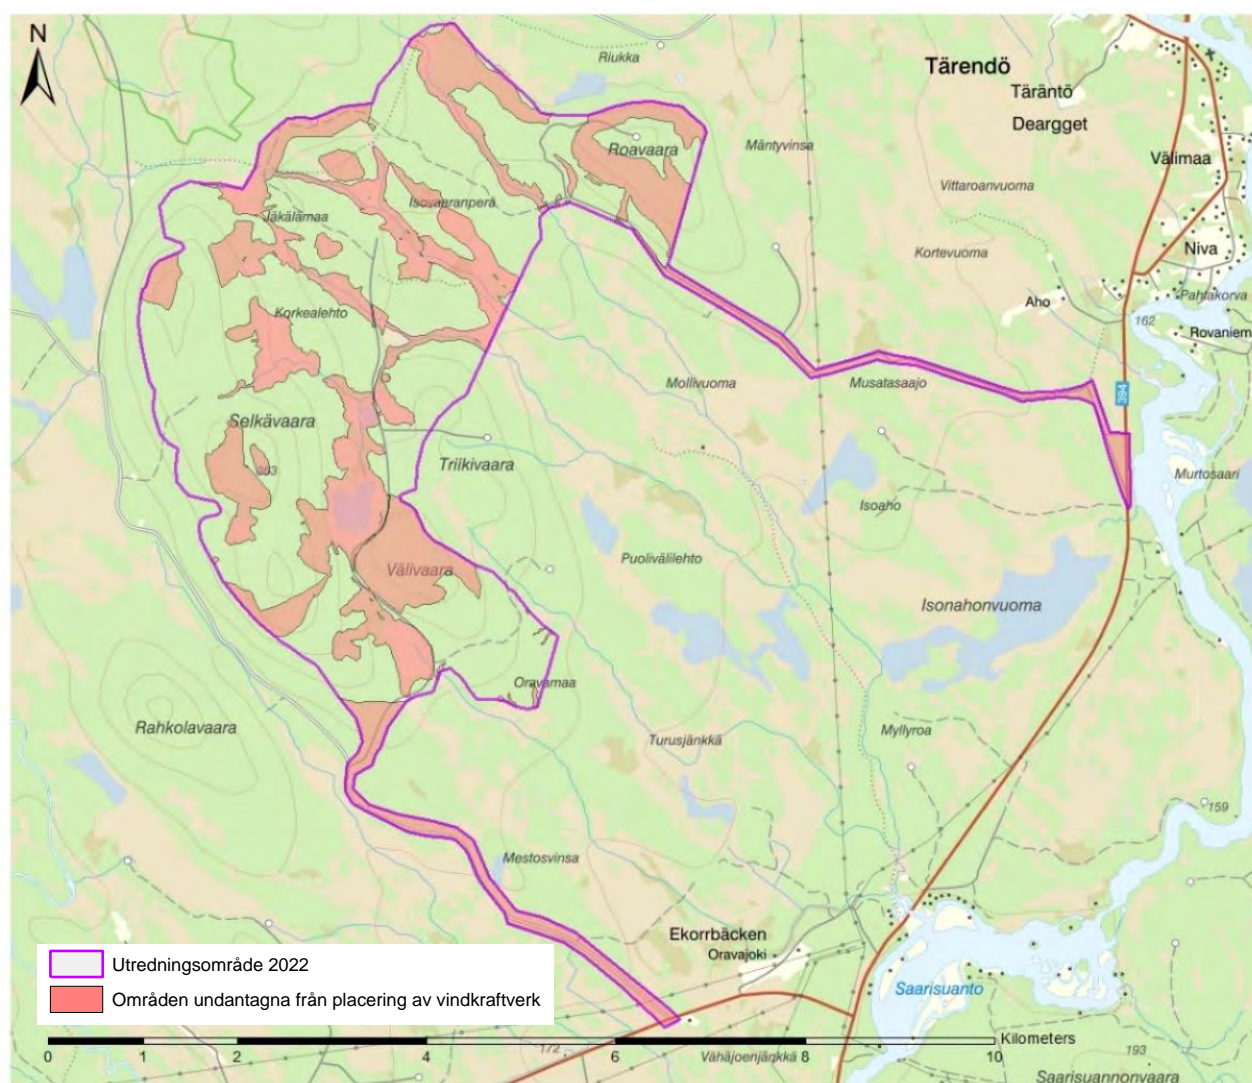 N
Riukka
Tärendö
Täräntö
Deargget
Roavaara
Mäntyvinsa
Välimaa
Vittaroanvuoma
Isovaaranperä
Jäkälämaa
Kortevuoma
Niva
Pahtakorva
Aho
Korkealehto
162
Rovaniem
Mollivuoma
Musatasaajo
394
Selkävaara
Triikivaara
Murtosaari
Isoaho
Puolivälilehto
Välivaara
Isonahonvuoma
Oravamaa
Rahkolavaara
Turusjänkkä
Myllyroa
159
Mestosvinsa
Ekorrbäcken
Oravajoki
Utredningsområde 2022
Områden undantagna från placering av vindkraftverk
Saarisuanto
Kilometers
0 1 2 4 6 8 10
172
Vähäjoenjänkkä
193
Saarisuannonvaara